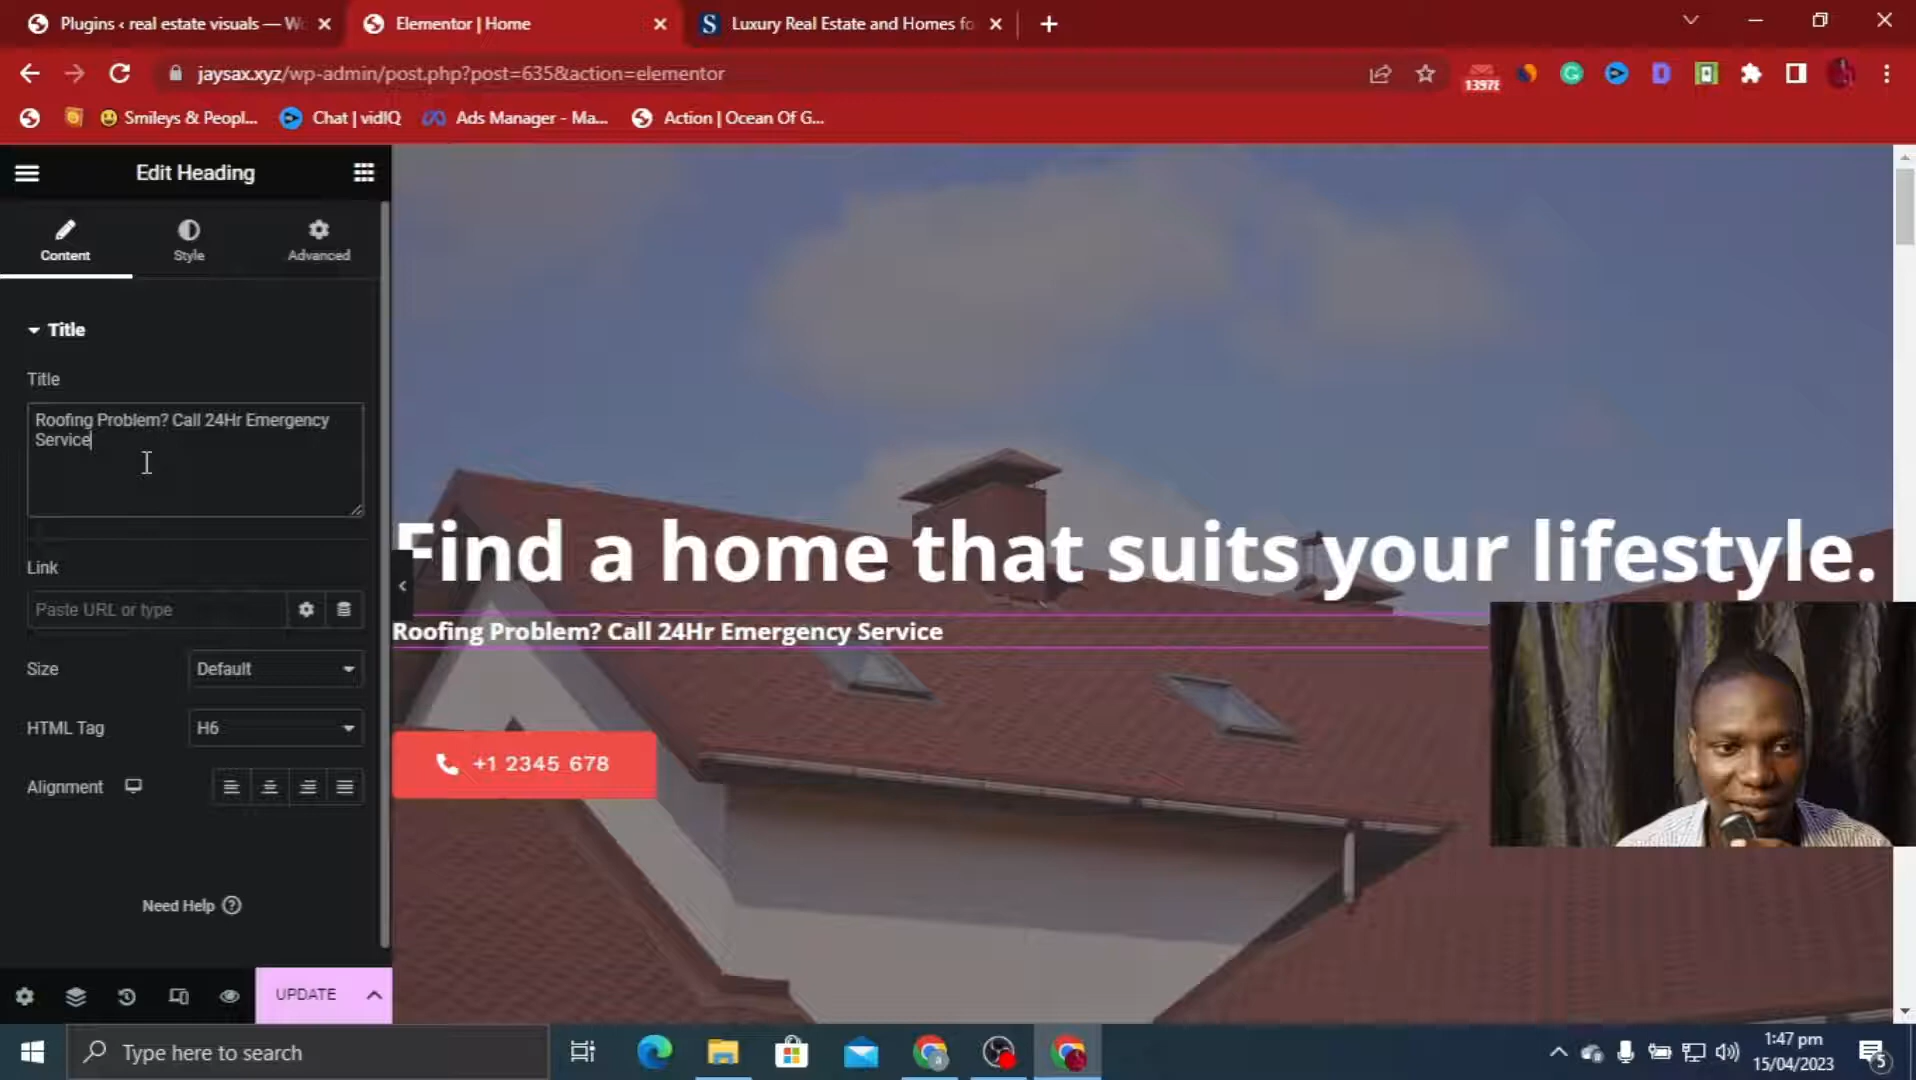 Plugins ‹ real estate visuals — W
Elementor | Home
S
Luxury Real Estate and Homes fo
jaysax.xyz/wp-admin/post.php?post=635&action=elementor
Smileys & Peopl...
Chat | vidIQ
Ads Manager - Ma...
Action | Ocean Of G...
Edit Heading
Content
Style
Advanced
Title
Title
Roofing Problem? Call 24Hr Emergency
Service
Link
Paste URL or type
Size
Default
HTML Tag
H6
Alignment
Need Help
UPDATE
Find a home that suits your lifestyle.
Roofing Problem? Call 24Hr Emergency Service
+1 2345 678
Type here to search
1:47 pm
15/04/2023
5